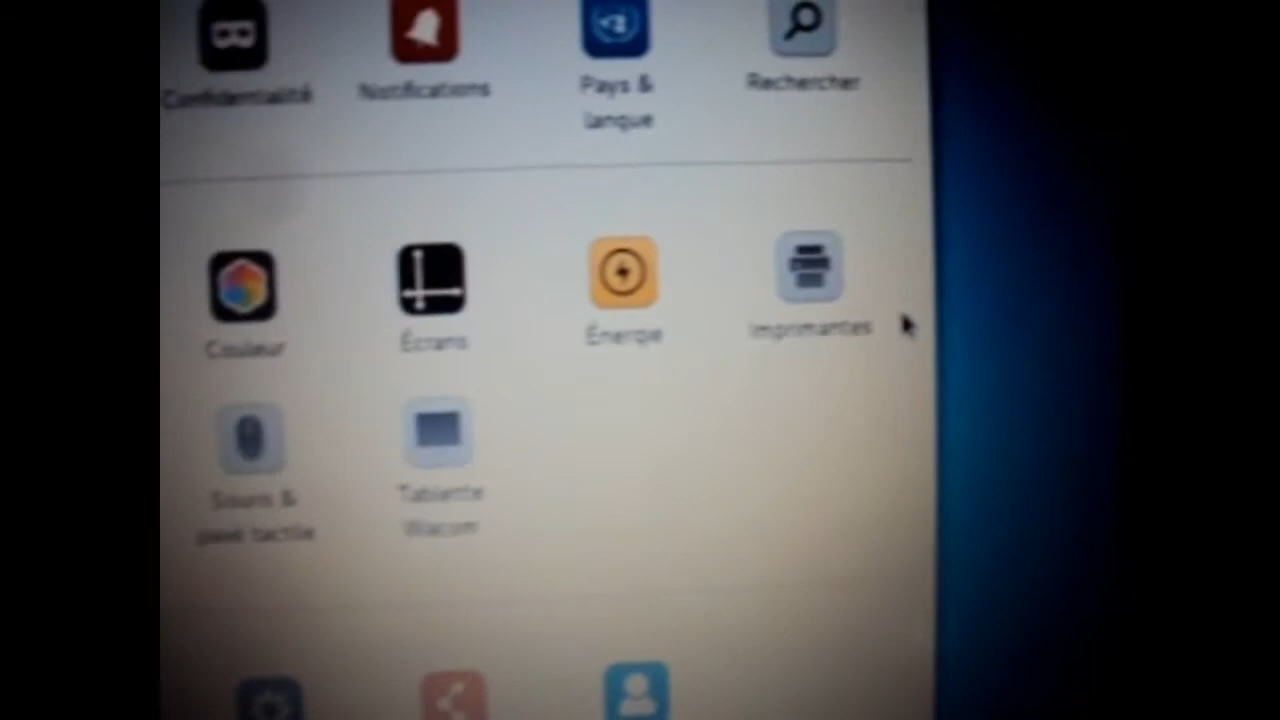 Confidentialité
Notifications
Pays &
langue
Rechercher
Couleur
Écrans
Énergie
Imprimantes
Souris &
pavé tactile
Tablette
Wacom